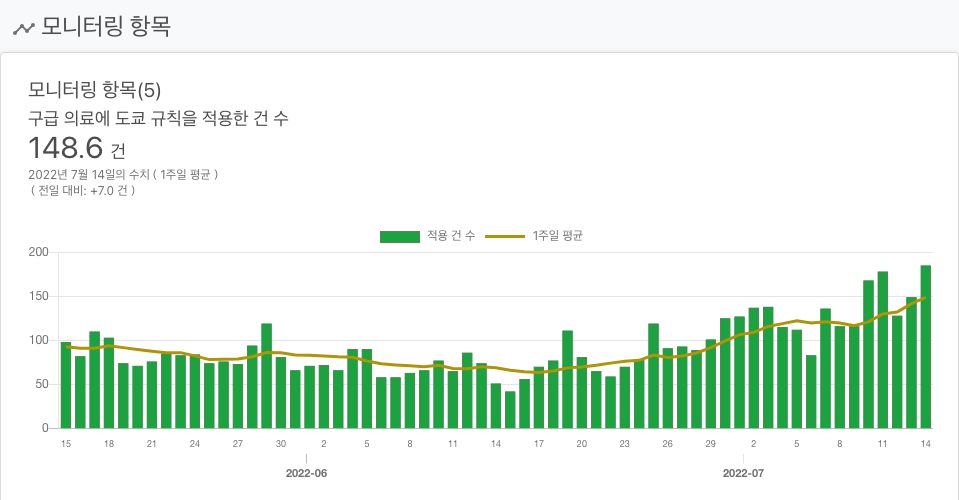 모니터링 항목
모니터링 항목(5)
구급 의료에 도쿄 규칙을 적용한 건 수
148.6 건
2022년 7월 14일의 수치 ( 1주일 평균 )
( 전일 대비: +7.0 건 )
적용 건 수 1주일 평균
200
150
100
50
0
15 18 21 24 27 30 2 5 8 11 14 17 20 23 26 29 2 5 8 11 14
2022-06 2022-07